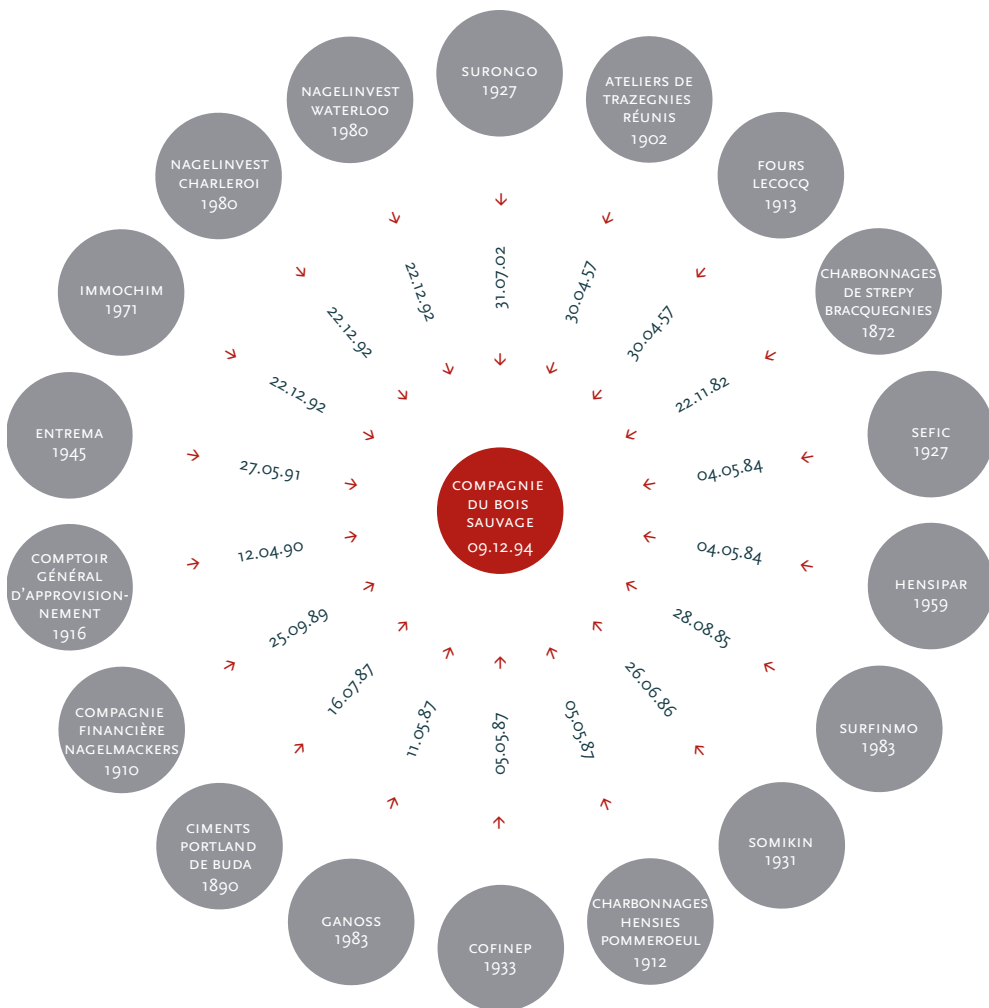 SURONGO
1927
ATELIERS DE
TRAZEGNIES
RÉUNIS
1902
FOURS
LECOCQ
1913
CHARBONNAGES
DE STREPY
BRACQUEGNIES
1872
SEFIC
1927
HENSIPAR
1959
SURFINMO
1983
SOMIKIN
1931
CHARBONNAGES
HENSIES
POMMEROEUL
1912
COFINEP
1933
GANOSS
1983
CIMENTS
PORTLAND
DE BUDA
1890
COMPAGNIE
FINANCIÈRE
NAGELMACKERS
1910
COMPTOIR
GÉNÉRAL
D'APPROVISION-
NEMENT
1916
ENTREMA
1945
IMMOCHIM
1971
NAGELINVEST
CHARLEROI
1980
NAGELINVEST
WATERLOO
1980
31.07.02
30.04.57
30.04.57
22.11.82
04.05.84
04.05.84
28.08.85
26.06.86
05.05.87
05.05.87
11.05.87
16.07.87
25.09.89
12.04.90
27.05.91
22.12.92
22.12.92
22.12.92
COMPAGNIE
DU BOIS
SAUVAGE
09.12.94